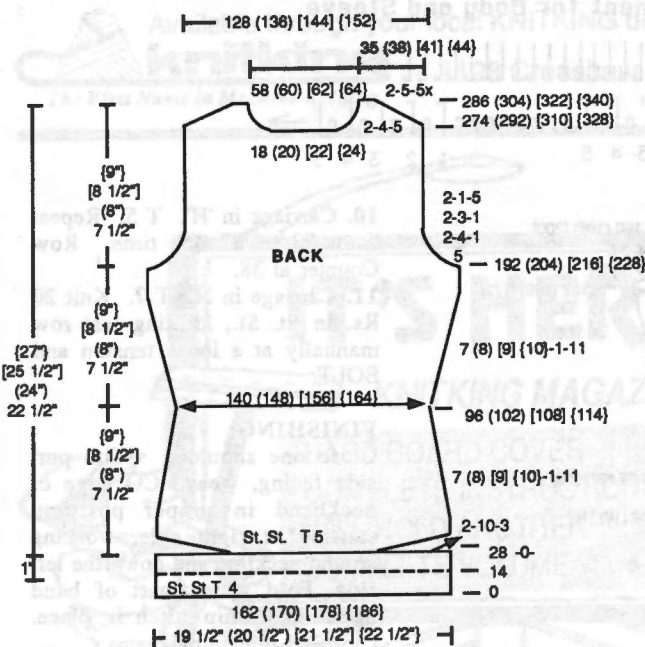 128 (136) [144] {152}
35 (38) [41] {44}
58 (60) [62] {64}
2-5-5x
286 (304) [322] {340}
274 (292) [310] {328}
2-4-5
18 (20) [22] {24}
{9"}
[8 1/2"]
(8")
7 1/2"
2-1-5
2-3-1
2-4-1
5
BACK
192 (204) [216] {228}
{9"}
[8 1/2"]
(8")
7 1/2"
7 (8) [9] {10}-1-11
{27"}
[25 1/2"]
(24")
22 1/2"
140 (148) [156] {164}
96 (102) [108] {114}
{9"}
[8 1/2"]
(8")
7 1/2"
7 (8) [9] {10}-1-11
2-10-3
St. St. T 5
28 -0-
1"
14
St. St T 4
0
162 (170) [178] {186}
19 1/2" (20 1/2") [21 1/2"] {22 1/2"}